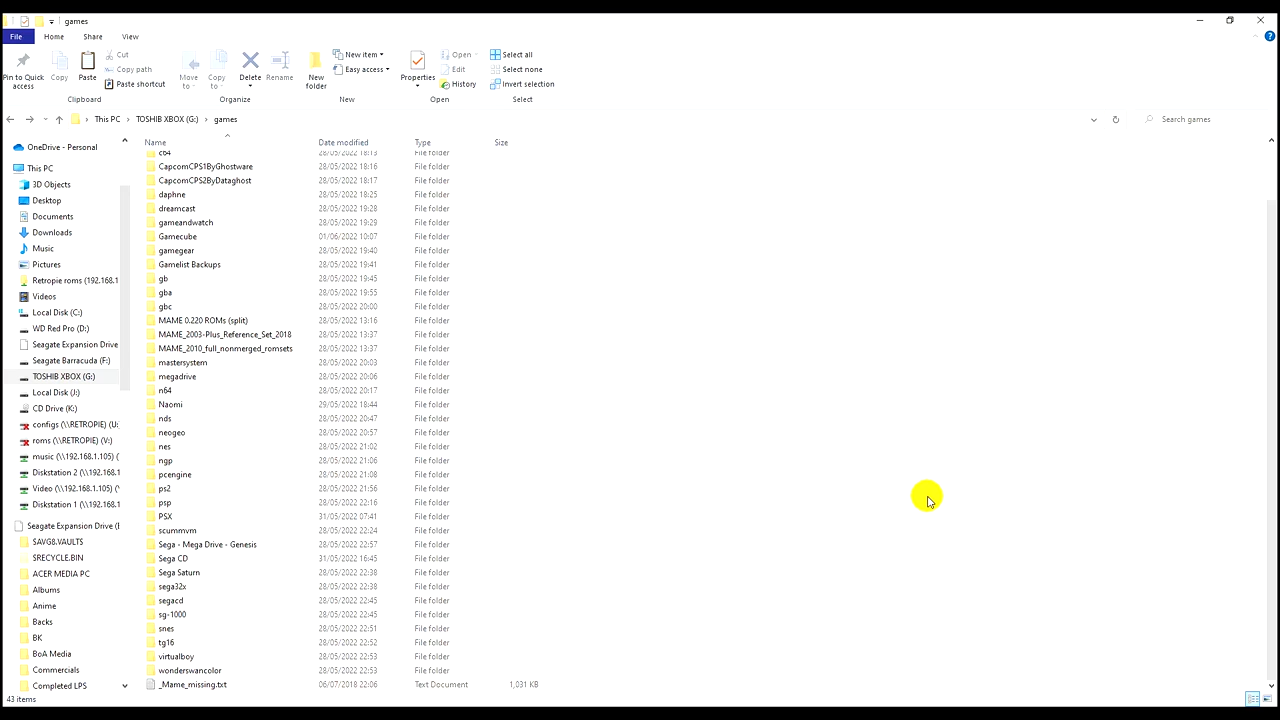 games
File Home Share View
Pin to Quick access
Copy
Paste
Cut
Copy path
Paste shortcut
Clipboard
Move to
Copy to
Delete
Rename
Organize
New folder
New item
Easy access
New
Properties
Open
Edit
History
Open
Select all
Select none
Invert selection
Select
This PC > TOSHIB XBOX (G:) > games
Search games
OneDrive - Personal
This PC
3D Objects
Desktop
Documents
Downloads
Music
Pictures
Retropie roms (192.168.1
Videos
Local Disk (C:)
WD Red Pro (D:)
Seagate Expansion Drive
Seagate Barracuda (F:)
TOSHIB XBOX (G:)
Local Disk (J:)
CD Drive (K:)
configs (\\RETROPIE) (U:
roms (\\RETROPIE) (V:)
music (\\192.168.1.105) (
Diskstation 2 (\\192.168.1
Video (\\192.168.1.105) (
Diskstation 1 (\\192.168.1
Seagate Expansion Drive (
SAVG8.VAULTS
SRECYCLE.BIN
ACER MEDIA PC
Albums
Anime
Backs
BK
BoA Media
Commercials
Completed LPS
Name Date modified Type Size
c64 28/05/2022 18:13 File folder
CapcomCPS1ByGhostware 28/05/2022 18:16 File folder
CapcomCPS2ByDataghost 28/05/2022 18:17 File folder
daphne 28/05/2022 18:25 File folder
dreamcast 28/05/2022 19:28 File folder
gameandwatch 28/05/2022 19:29 File folder
Gamecube 01/06/2022 10:07 File folder
gamegear 28/05/2022 19:40 File folder
Gamelist Backups 28/05/2022 19:41 File folder
gb 28/05/2022 19:45 File folder
gba 28/05/2022 19:55 File folder
gbc 28/05/2022 20:00 File folder
MAME 0.220 ROMs (split) 28/05/2022 13:16 File folder
MAME_2003-Plus_Reference_Set_2018 28/05/2022 13:37 File folder
MAME_2010_full_nonmerged_romsets 28/05/2022 13:37 File folder
mastersystem 28/05/2022 20:03 File folder
megadrive 28/05/2022 20:06 File folder
n64 28/05/2022 20:17 File folder
Naomi 29/05/2022 18:44 File folder
nds 28/05/2022 20:47 File folder
neogeo 28/05/2022 20:57 File folder
nes 28/05/2022 21:02 File folder
ngp 28/05/2022 21:06 File folder
pcengine 28/05/2022 21:08 File folder
ps2 28/05/2022 21:56 File folder
psp 28/05/2022 22:16 File folder
PSX 31/05/2022 07:41 File folder
scummvm 28/05/2022 22:24 File folder
Sega - Mega Drive - Genesis 28/05/2022 22:57 File folder
Sega CD 31/05/2022 16:45 File folder
Sega Saturn 28/05/2022 22:38 File folder
sega32x 28/05/2022 22:38 File folder
segacd 28/05/2022 22:45 File folder
sg-1000 28/05/2022 22:45 File folder
snes 28/05/2022 22:51 File folder
tg16 28/05/2022 22:52 File folder
virtualboy 28/05/2022 22:53 File folder
wonderswancolor 28/05/2022 22:53 File folder
_Mame_missing.txt 06/07/2018 22:06 Text Document 1,031 KB
43 items